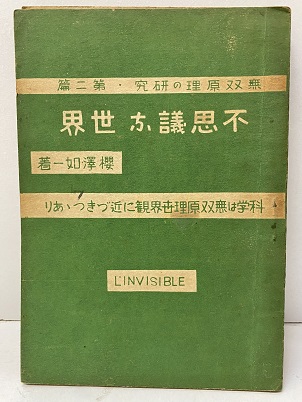 無双原理の研究・第二篇
不思議な世界
櫻澤如一著
科学は無双原理世界観に近づきつゝあり
L'INVISIBLE